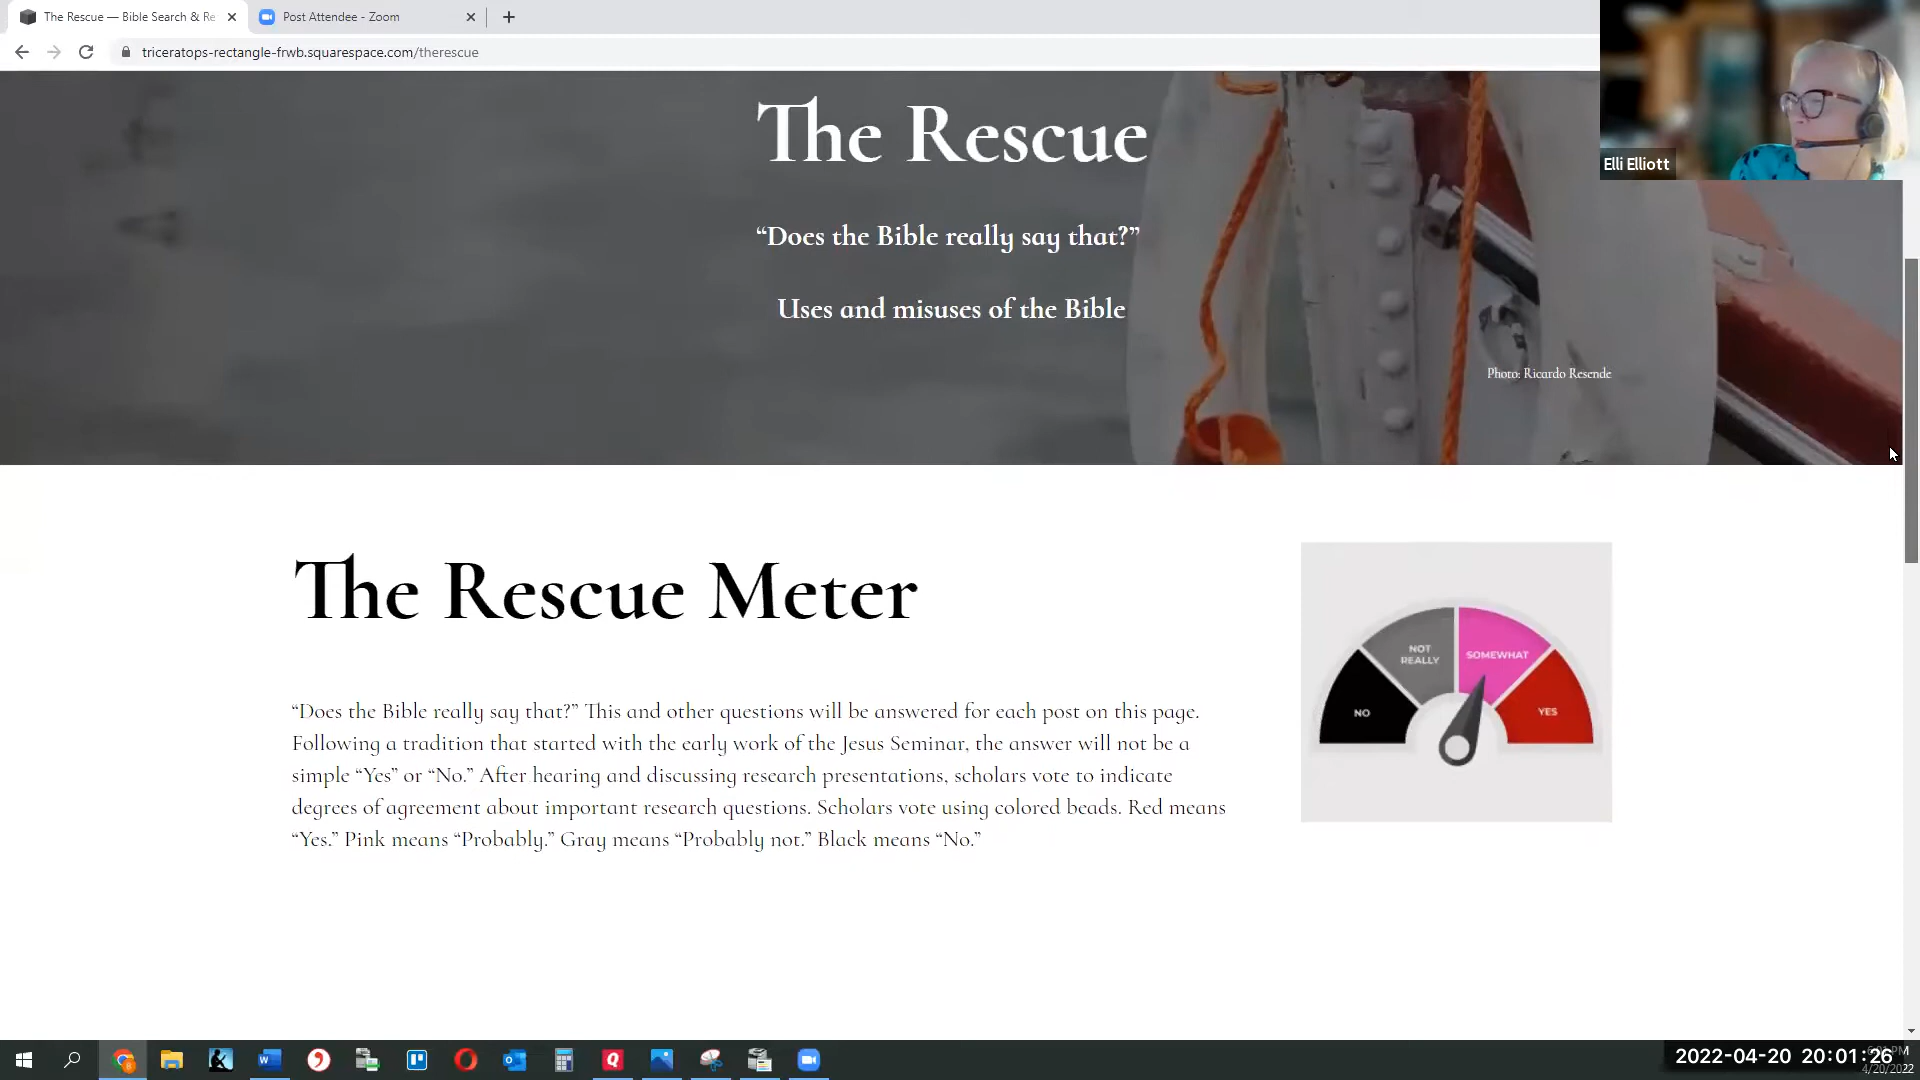 The Rescue — Bible Search & Re
Post Attendee - Zoom
triceratops-rectangle-frwb.squarespace.com/therescue
Elli Elliott
The Rescue
“Does the Bible really say that?”
Uses and misuses of the Bible
Photo: Ricardo Resende
The Rescue Meter
NOT
REALLY
SOMEWHAT
NO
YES
“Does the Bible really say that?” This and other questions will be answered for each post on this page.
Following a tradition that started with the early work of the Jesus Seminar, the answer will not be a
simple “Yes” or “No.” After hearing and discussing research presentations, scholars vote to indicate
degrees of agreement about important research questions. Scholars vote using colored beads. Red means
“Yes.” Pink means “Probably.” Gray means “Probably not.” Black means “No.”
2022-04-20 20:01:26
4/20/2022